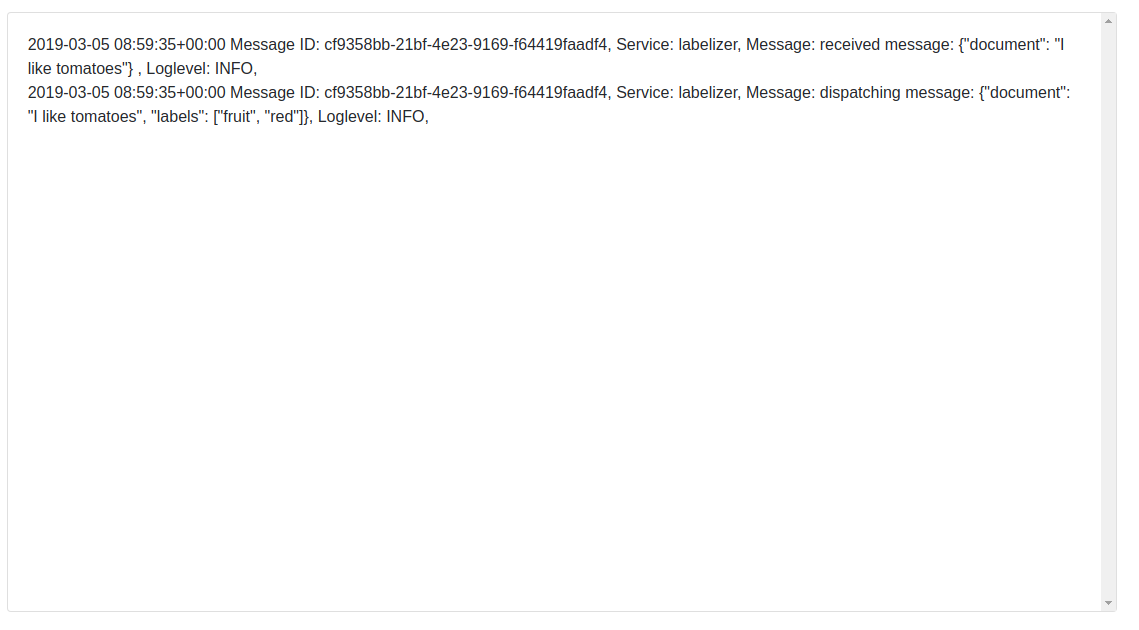 2019-03-05 08:59:35+00:00 Message ID: cf9358bb-21bf-4e23-9169-f64419faadf4, Service: labelizer, Message: received message: {"document": "I
like tomatoes"} , Loglevel: INFO,
2019-03-05 08:59:35+00:00 Message ID: cf9358bb-21bf-4e23-9169-f64419faadf4, Service: labelizer, Message: dispatching message: {"document":
"I like tomatoes", "labels": ["fruit", "red"]}, Loglevel: INFO,